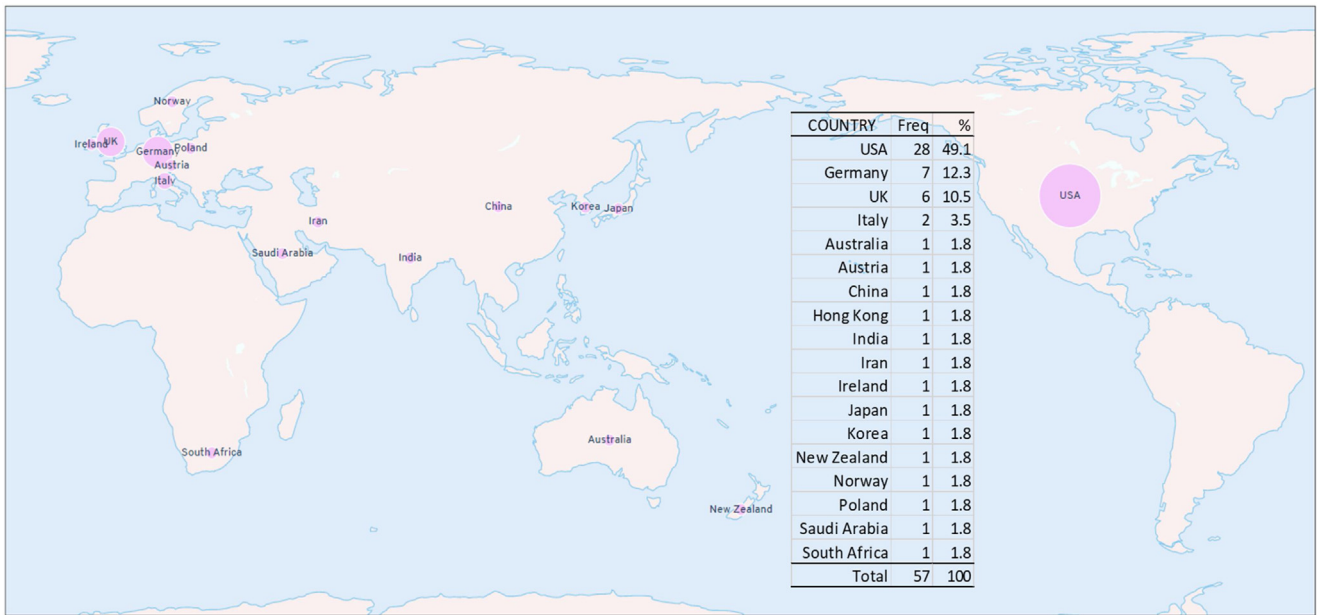 Norway
Ireland
UK
Germany
Poland
Austria
Italy
Iran
Saudi Arabia
India
China
Korea
Japan
South Africa
Australia
New Zealand
USA
COUNTRY Freq %
USA 28 49.1
Germany 7 12.3
UK 6 10.5
Italy 2 3.5
Australia 1 1.8
Austria 1 1.8
China 1 1.8
Hong Kong 1 1.8
India 1 1.8
Iran 1 1.8
Ireland 1 1.8
Japan 1 1.8
Korea 1 1.8
New Zealand 1 1.8
Norway 1 1.8
Poland 1 1.8
Saudi Arabia 1 1.8
South Africa 1 1.8
Total 57 100